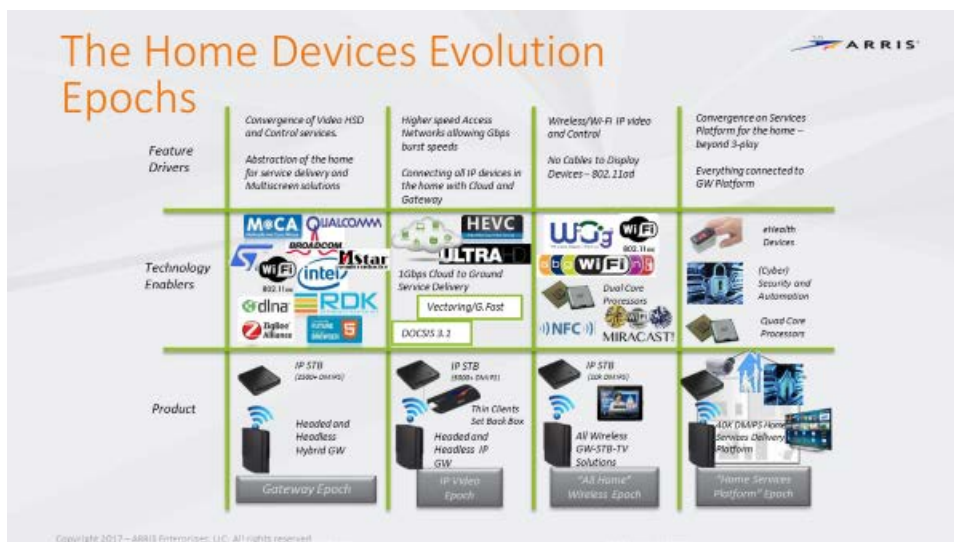 The Home Devices Evolution
Epochs
ARRIS
Feature
Drivers
Convergence of Video HSD
and Control services.
Abstraction of the home
for service delivery and
Multiscreen solutions
Higher speed Access
Networks allowing Gbps
burst speeds
Connecting all IP devices in
the home with Cloud and
Gateway
Wireless/Wi-Fi IP video
and Control
No Cables to Display
Devices – 802.11ad
Convergence on Services
Platform for the home –
beyond 3-play
Everything connected to
GW Platform
Technology
Enablers
MoCA
QUALCOMM
BROADCOM
MStar
WiFi
802.11ac
intel
dlna
RDK
ZigBee
Alliance
FUTURE
BROWSER
5
HEVC
ULTRA HD
1Gbps Cloud to Ground
Service Delivery
Vectoring/G.Fast
DOCSIS 3.1
WiGig
WiFi
802.11ac
a b g WiFi n
Dual Core
Processors
NFC
WiFi
MIRACAST!
eHealth
Devices
(Cyber)
Security and
Automation
Quad Core
Processors
Product
IP STB
Headed and
Headless
Hybrid GW
Gateway Epoch
IP STB
Thin Clients
Set Back Box
Headed and
Headless IP
GW
IP Video
Epoch
IP STB
(10K DMIPS)
All Wireless
GW-STB-TV
Solutions
"All Home"
Wireless Epoch
40K DMIPS Home
Services Delivery
Platform
"Home Services
Platform" Epoch
Copyright 2017 – ARRIS Enterprises, LLC. All rights reserved